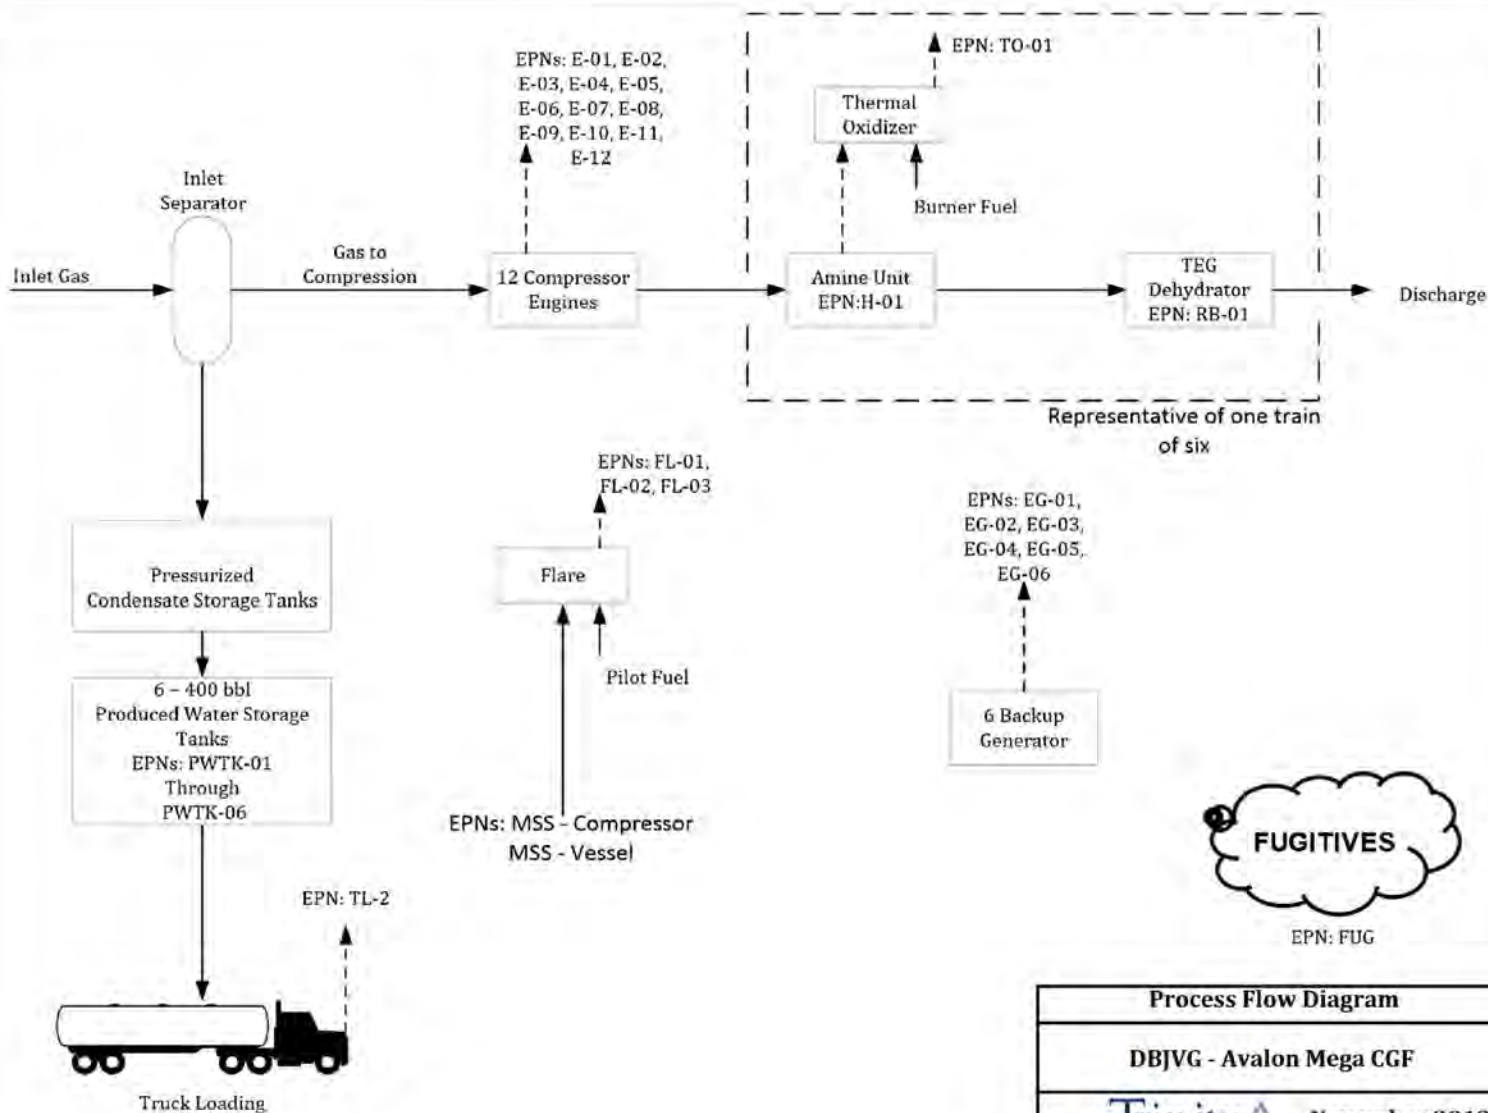 EPNs: E-01, E-02,
E-03, E-04, E-05,
E-06, E-07, E-08,
E-09, E-10, E-11,
E-12
EPN: TO-01
Thermal
Oxidizer
Burner Fuel
Inlet
Separator
Inlet Gas
Gas to
Compression
12 Compressor
Engines
Amine Unit
EPN:H-01
TEG
Dehydrator
EPN: RB-01
Discharge
Representative of one train
of six
EPNs: FL-01,
FL-02, FL-03
Flare
Pilot Fuel
EPNs: MSS - Compressor
MSS - Vessel
EPNs: EG-01,
EG-02, EG-03,
EG-04, EG-05,
EG-06
6 Backup
Generator
Pressurized
Condensate Storage Tanks
6 – 400 bbl
Produced Water Storage
Tanks
EPNs: PWTK-01
Through
PWTK-06
EPN: TL-2
Truck Loading
FUGITIVES
EPN: FUG
Process Flow Diagram
DBJVG - Avalon Mega CGF